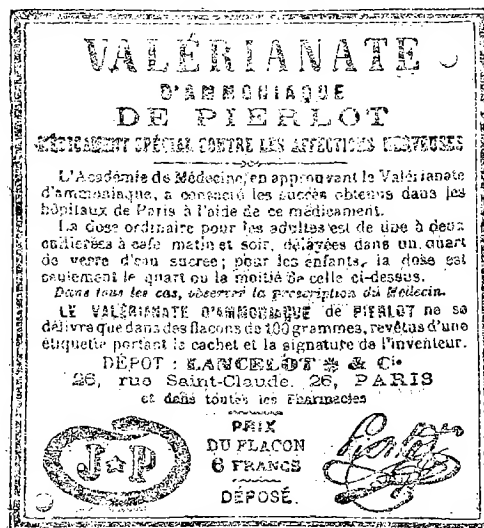 VALÉRIANATE
D'AMMONIAQUE
DE PIERLOT
MÉDICAMENT SPÉCIAL CONTRE LES AFFECTIONS NERVEUSES
L'Académie de Médecine, en approuvant le Valérianate
d'ammoniaque, a consacré les succès obtenus dans les
hôpitaux de Paris à l'aide de ce médicament.
La dose ordinaire pour les adultes est de une à deux
cuillerées à café matin et soir, délayées dans un quart
de verre d'eau sucrée; pour les enfants, la dose est
seulement le quart ou la moitié de celle ci-dessus.
Dans tous les cas, observer la prescription du Médecin.
LE VALÉRIANATE D'AMMONIAQUE de PIERLOT ne se
délivre que dans des flacons de 100 grammes, revêtus d'une
étiquette portant le cachet et la signature de l'inventeur.
DÉPOT : LANCELOT & Cie
26, rue Saint-Claude, 26, PARIS
et dans toutes les Pharmacies
PRIX
DU FLACON
6 FRANCS
DÉPOSÉ.
J P
Pierlot